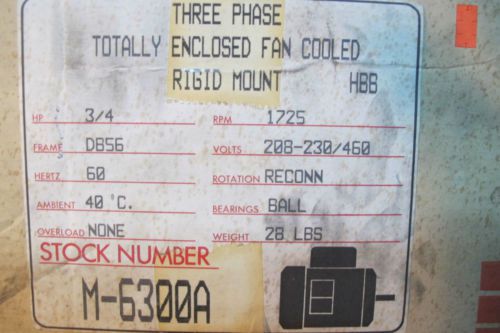 THREE PHASE
TOTALLY ENCLOSED FAN COOLED
RIGID MOUNT HBB
HP 3/4 RPM 1725
FRAME DB56 VOLTS 208-230/460
HERTZ 60 ROTATION RECONN
AMBIENT 40 °C. BEARINGS BALL
OVERLOAD NONE WEIGHT 28 LBS
STOCK NUMBER
M-6300A